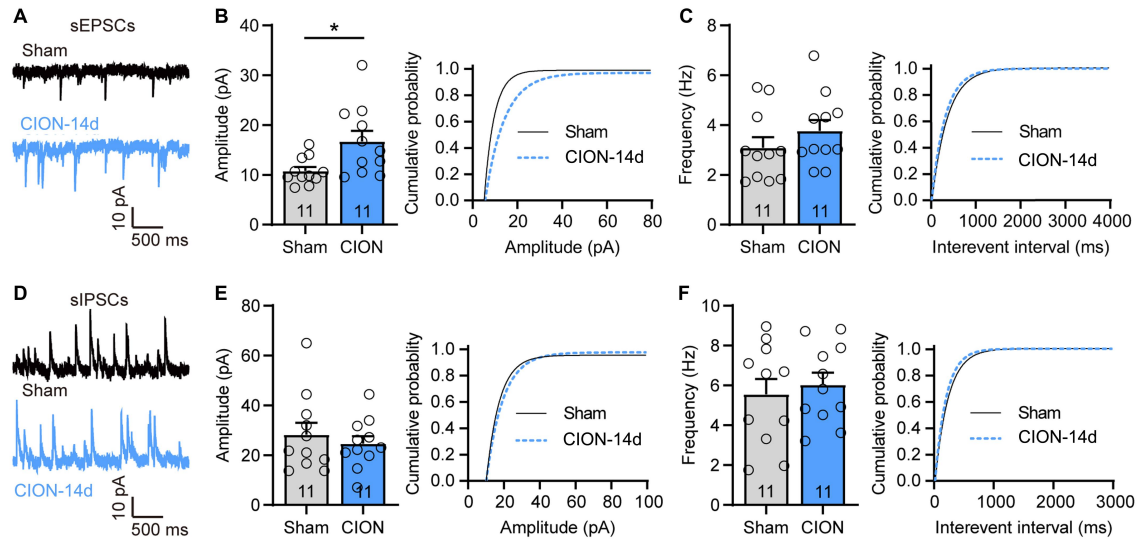 A
sEPSCs
Sham
CION-14d
10 pA
500 ms
B
Amplitude (pA)
40
30
20
10
0
*
11
11
Sham
CION
Cumulative probablity
1.0
0.8
0.6
0.4
0.2
0.0
Sham
CION-14d
0
20
40
60
80
Amplitude (pA)
C
Frequency (Hz)
8
6
4
2
0
11
11
Sham
CION
Cumulative probablity
1.0
0.8
0.6
0.4
0.2
0.0
Sham
CION-14d
0
1000
2000
3000
4000
Interevent interval (ms)
D
sIPSCs
Sham
CION-14d
10 pA
500 ms
E
Amplitude (pA)
80
60
40
20
0
11
11
Sham
CION
Cumulative probablity
1.0
0.8
0.6
0.4
0.2
0.0
Sham
CION-14d
0
20
40
60
80
100
Amplitude (pA)
F
Frequency (Hz)
10
8
6
4
2
0
11
11
Sham
CION
Cumulative probablity
1.0
0.8
0.6
0.4
0.2
0.0
Sham
CION-14d
0
1000
2000
3000
Interevent interval (ms)